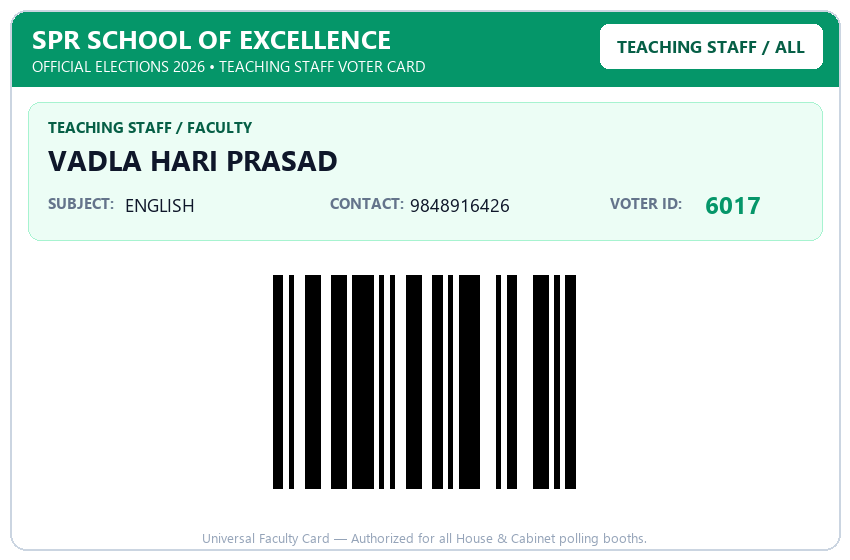 SPR SCHOOL OF EXCELLENCE
OFFICIAL ELECTIONS 2026 • TEACHING STAFF VOTER CARD
TEACHING STAFF / ALL
TEACHING STAFF / FACULTY
VADLA HARI PRASAD
SUBJECT: ENGLISH CONTACT: 9848916426 VOTER ID: 6017
Universal Faculty Card — Authorized for all House & Cabinet polling booths.